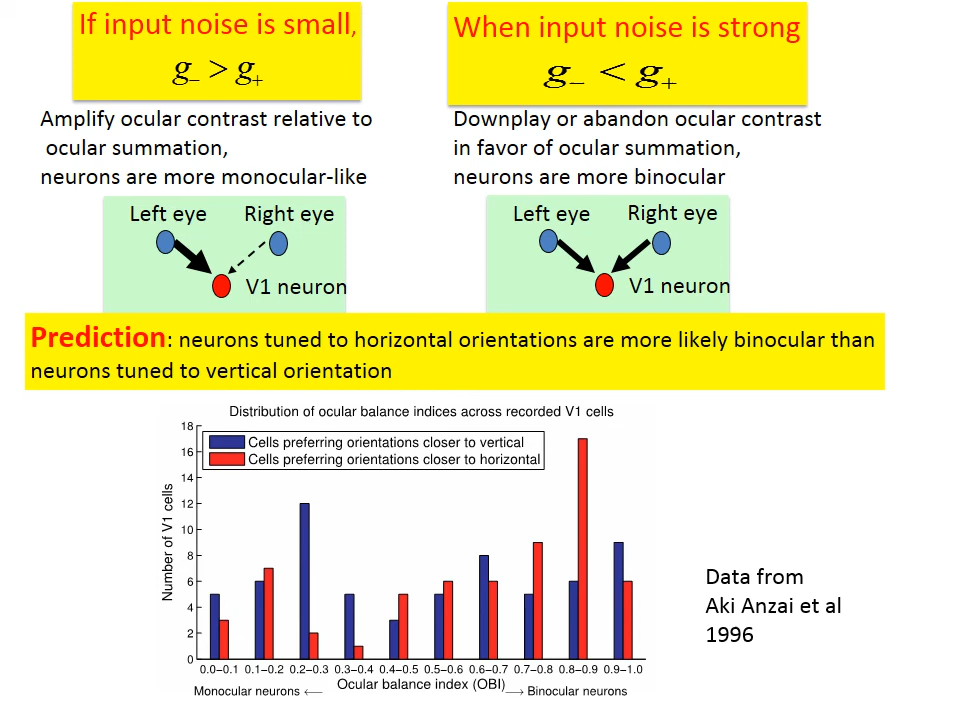 If input noise is small,
g₋ > g₊
Amplify ocular contrast relative to
ocular summation,
neurons are more monocular-like
Left eye Right eye
V1 neuron
When input noise is strong
g₋ < g₊
Downplay or abandon ocular contrast
in favor of ocular summation,
neurons are more binocular
Left eye Right eye
V1 neuron
Prediction: neurons tuned to horizontal orientations are more likely binocular than
neurons tuned to vertical orientation
Distribution of ocular balance indices across recorded V1 cells
Cells preferring orientations closer to vertical
Cells preferring orientations closer to horizontal
Number of V1 cells
18
16
14
12
10
8
6
4
2
0
0.0−0.1 0.1−0.2 0.2−0.3 0.3−0.4 0.4−0.5 0.5−0.6 0.6−0.7 0.7−0.8 0.8−0.9 0.9−1.0
Monocular neurons ← Ocular balance index (OBI) → Binocular neurons
Data from
Aki Anzai et al
1996